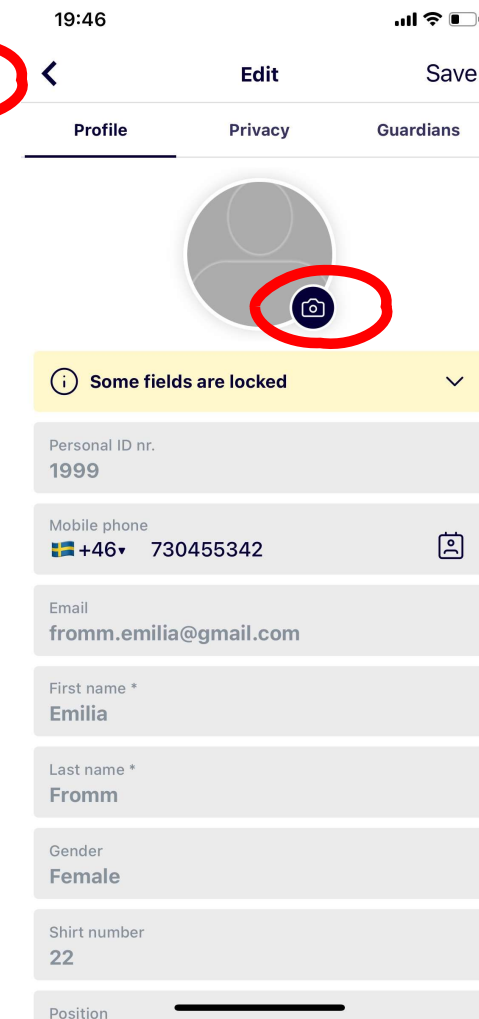 19:46
Edit
Save
Profile
Privacy
Guardians
Some fields are locked
Personal ID nr.
1999
Mobile phone
+46 730455342
Email
fromm.emilia@gmail.com
First name *
Emilia
Last name *
Fromm
Gender
Female
Shirt number
22
Position